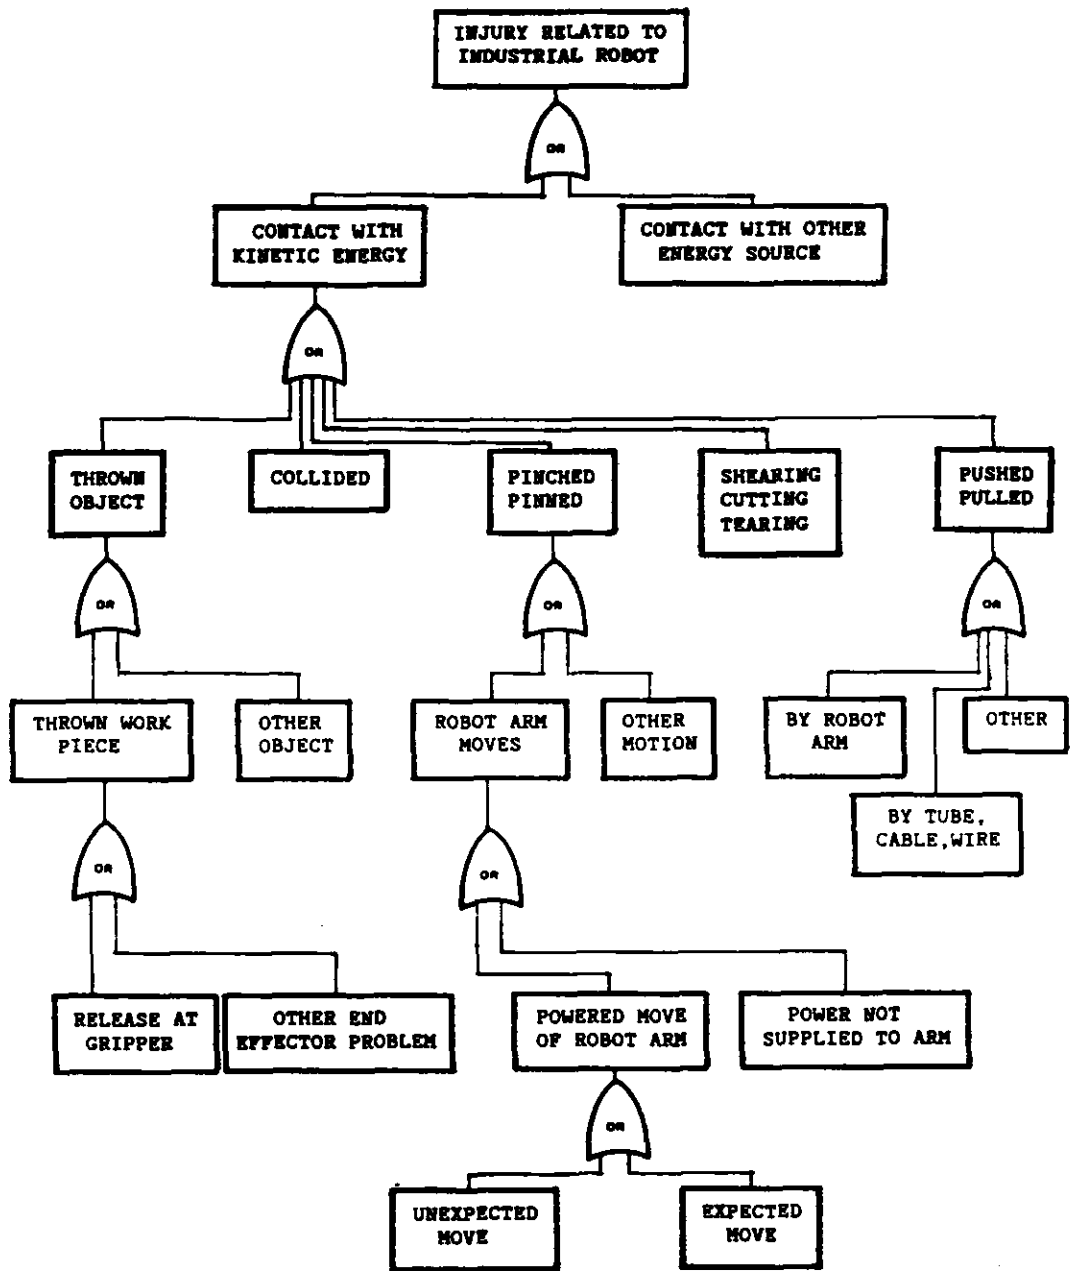 INJURY RELATED TO
INDUSTRIAL ROBOT
OR
CONTACT WITH
KINETIC ENERGY
CONTACT WITH OTHER
ENERGY SOURCE
OR
THROWN
OBJECT
COLLIDED
PINCHED
PINNED
SHEARING
CUTTING
TEARING
PUSHED
PULLED
OR
OR
OR
THROWN WORK
PIECE
OTHER
OBJECT
ROBOT ARM
MOVES
OTHER
MOTION
BY ROBOT
ARM
OTHER
BY TUBE,
CABLE,WIRE
OR
OR
RELEASE AT
GRIPPER
OTHER END
EFFECTOR PROBLEM
POWERED MOVE
OF ROBOT ARM
POWER NOT
SUPPLIED TO ARM
OR
UNEXPECTED
MOVE
EXPECTED
MOVE